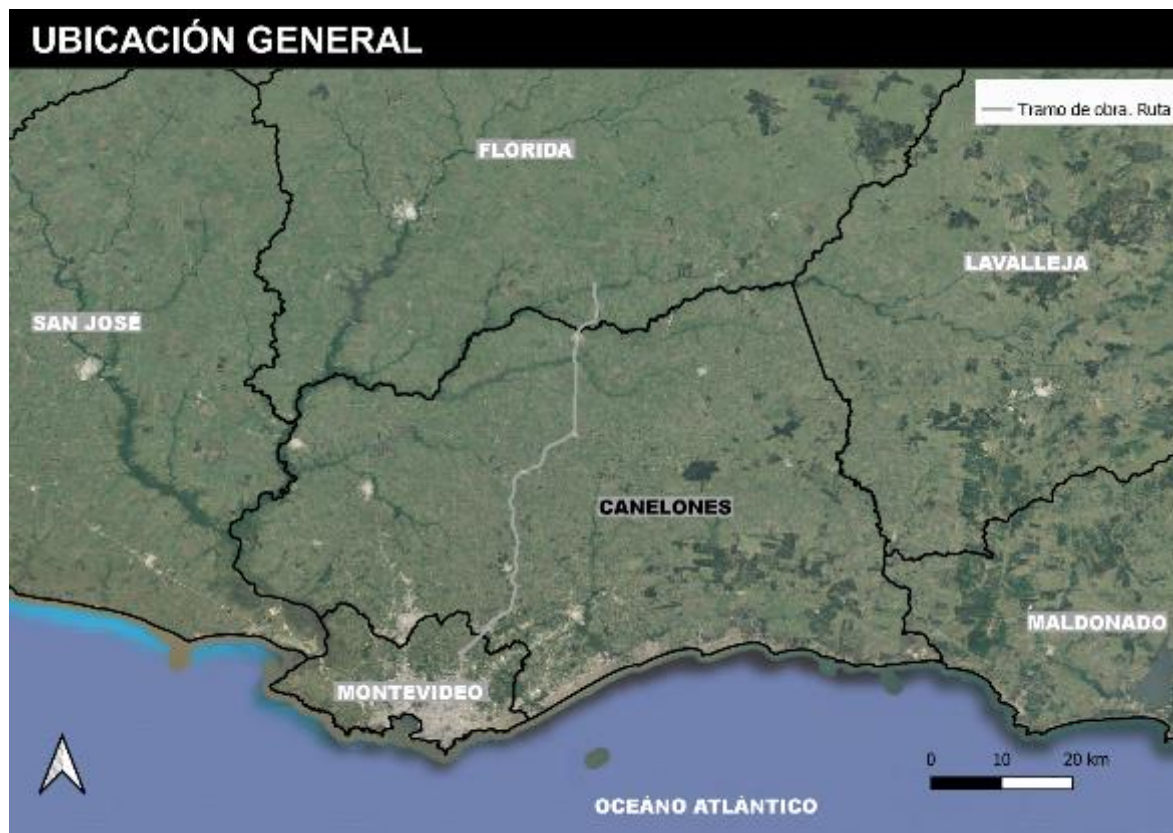 UBICACIÓN GENERAL
Tramo de obra. Ruta
FLORIDA
LAVALLEJA
SAN JOSÉ
CANELONES
MALDONADO
MONTEVIDEO
0 10 20 km
OCEÁNO ATLÁNTICO